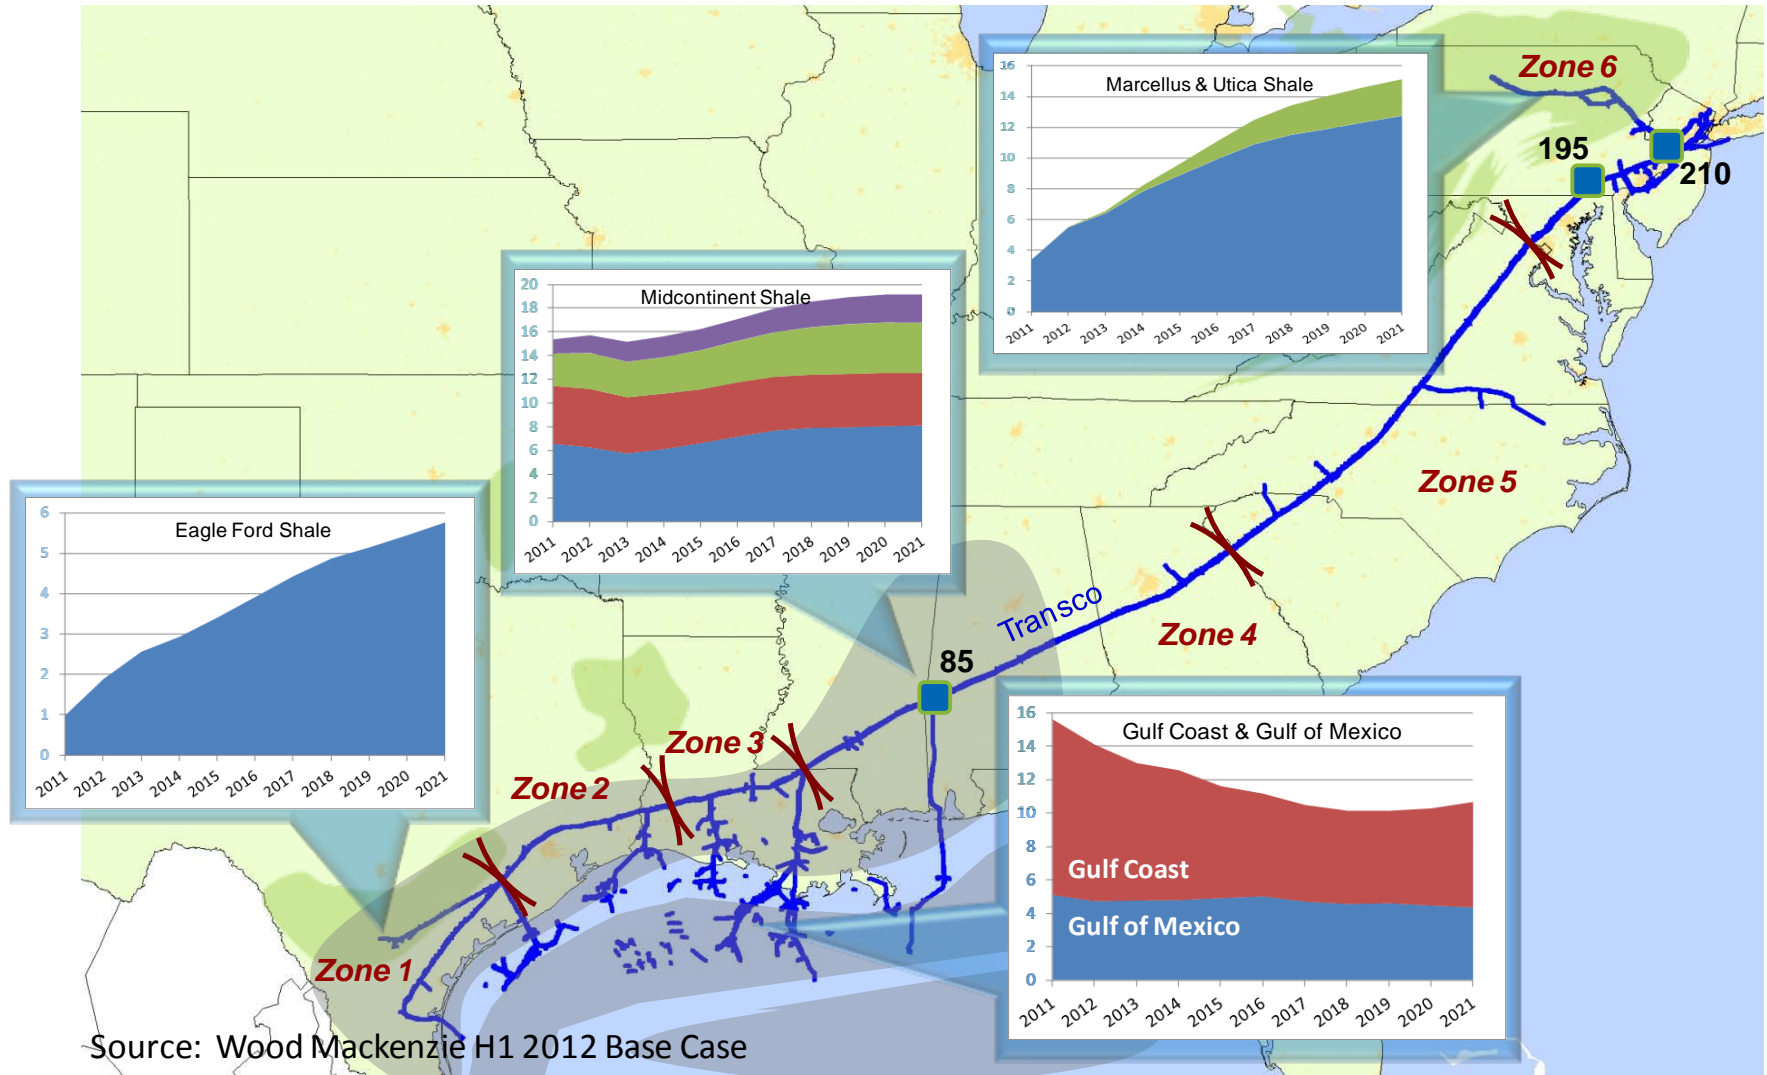 Marcellus & Utica Shale
16
14
12
10
8
6
4
2
0
2011 2012 2013 2014 2015 2016 2017 2018 2019 2020 2021
Zone 6
195
210
Midcontinent Shale
20
18
16
14
12
10
8
6
4
2
0
2011 2012 2013 2014 2015 2016 2017 2018 2019 2020 2021
Zone 5
Eagle Ford Shale
6
5
4
3
2
1
0
2011 2012 2013 2014 2015 2016 2017 2018 2019 2020 2021
Transco
Zone 4
85
Zone 3
Zone 2
Zone 1
Gulf Coast & Gulf of Mexico
16
14
12
10
8
6
4
2
0
Gulf Coast
Gulf of Mexico
2011 2012 2013 2014 2015 2016 2017 2018 2019 2020 2021
Source: Wood Mackenzie H1 2012 Base Case